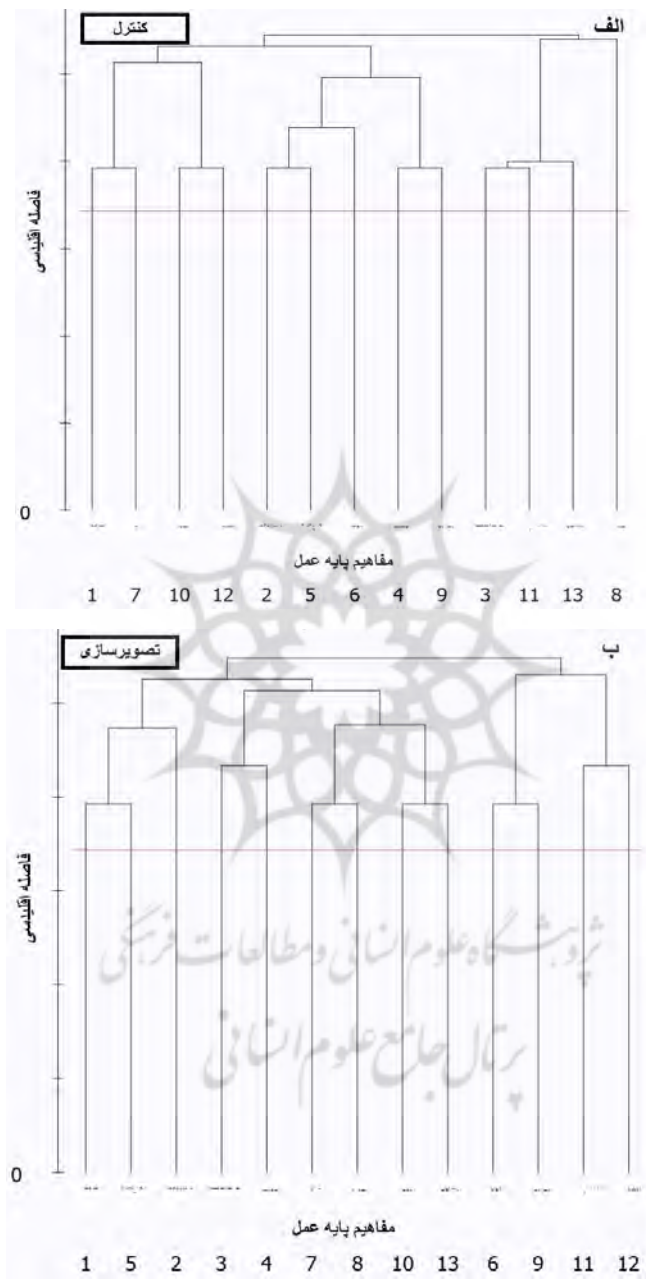 الف
کنترل
فاصله اقلیدسی
0
مفاهیم پایه عمل
1 7 10 12 2 5 6 4 9 3 11 13 8
ب
تصویرسازی
فاصله اقلیدسی
پژوهشگاه علوم انسانی و مطالعات فرهنگی
پرتال جامع علوم انسانی
0
مفاهیم پایه عمل
1 5 2 3 4 7 8 10 13 6 9 11 12